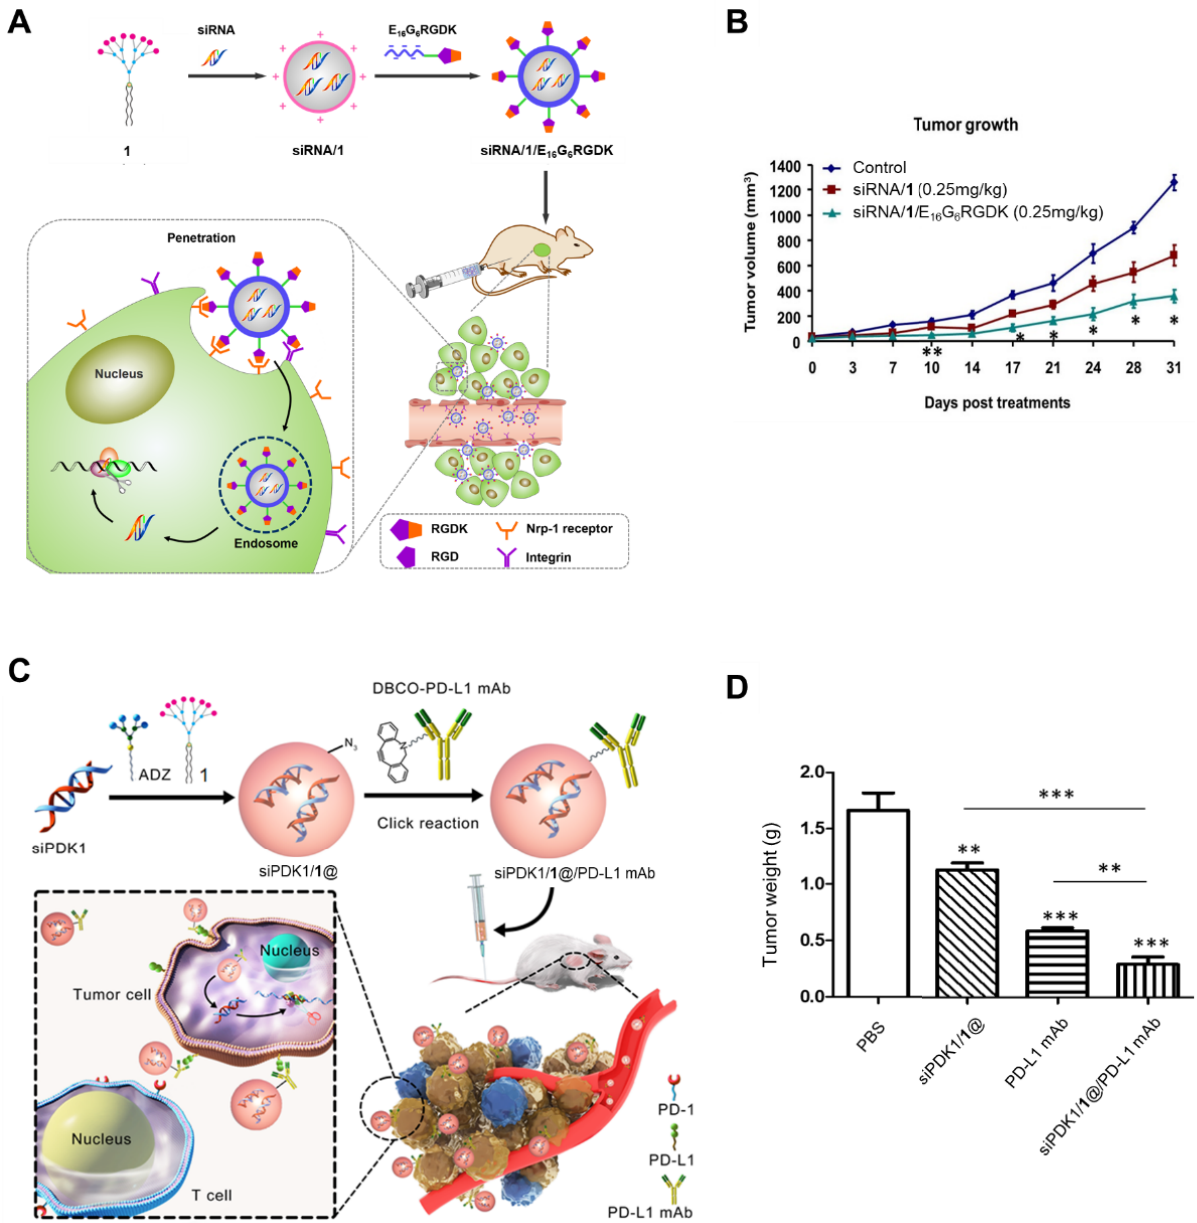 A
siRNA
E₁₆G₆RGDK
+
+
+
+
+
+
+
+
1
siRNA/1
siRNA/1/E₁₆G₆RGDK
Penetration
Nucleus
Endosome
RGDK
Nrp-1 receptor
RGD
Integrin
B
Tumor growth
Control
siRNA/1 (0.25mg/kg)
siRNA/1/E₁₆G₆RGDK (0.25mg/kg)
Tumor volume (mm³)
1400
1200
1000
800
600
400
200
0
** * * * * *
0 3 7 10 14 17 21 24 28 31
Days post treatments
C
DBCO-PD-L1 mAb
N₃
ADZ
1
siPDK1
Click reaction
siPDK1/1@
siPDK1/1@/PD-L1 mAb
Nucleus
Tumor cell
Nucleus
T cell
PD-1
PD-L1
PD-L1 mAb
D
Tumor weight (g)
2.0
1.5
1.0
0.5
0.0
***
**
**
***
***
PBS
siPDK1/1@
PD-L1 mAb
siPDK1/1@/PD-L1 mAb